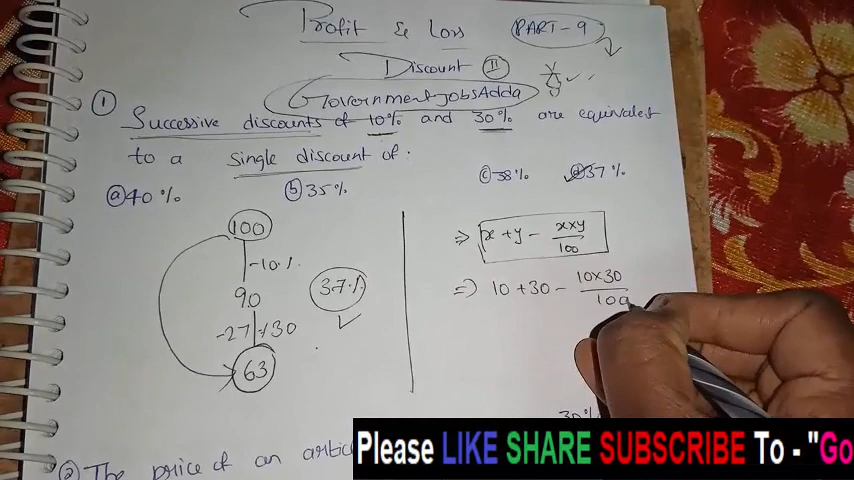 Profit & Loss PART-9
Discount II
GovernmentJobsAdda
① Successive discounts of 10% and 30% are equivalent
to a single discount of :
ⓐ 40% ⓑ 35% ⓒ 38% ⓓ 37%
100
-10%
90
-27 -30
63
37%
⇒ x + y - x×y/100
⇒ 10 + 30 - 10×30/100
30%
② The price of an artic
Please LIKE SHARE SUBSCRIBE To - "Go